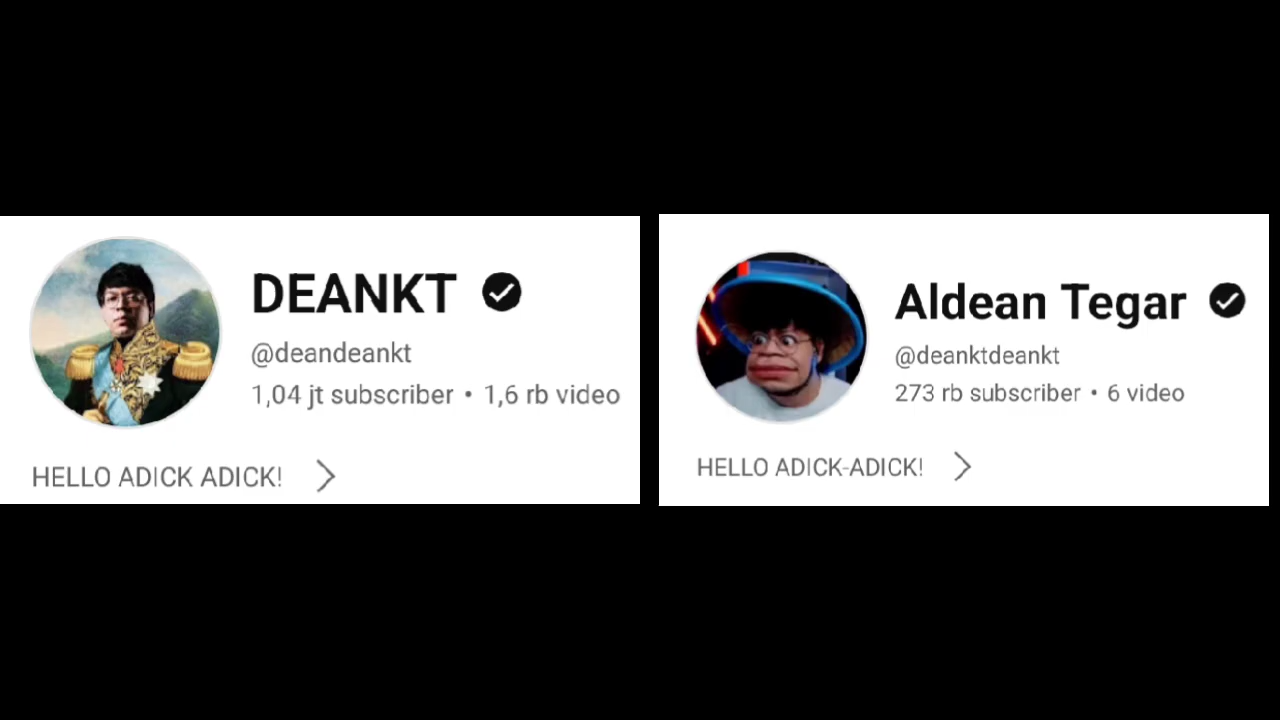 DEANKT
@deandeankt
1,04 jt subscriber • 1,6 rb video
HELLO ADICK ADICK!
Aldean Tegar
@deanktdeankt
273 rb subscriber • 6 video
HELLO ADICK-ADICK!